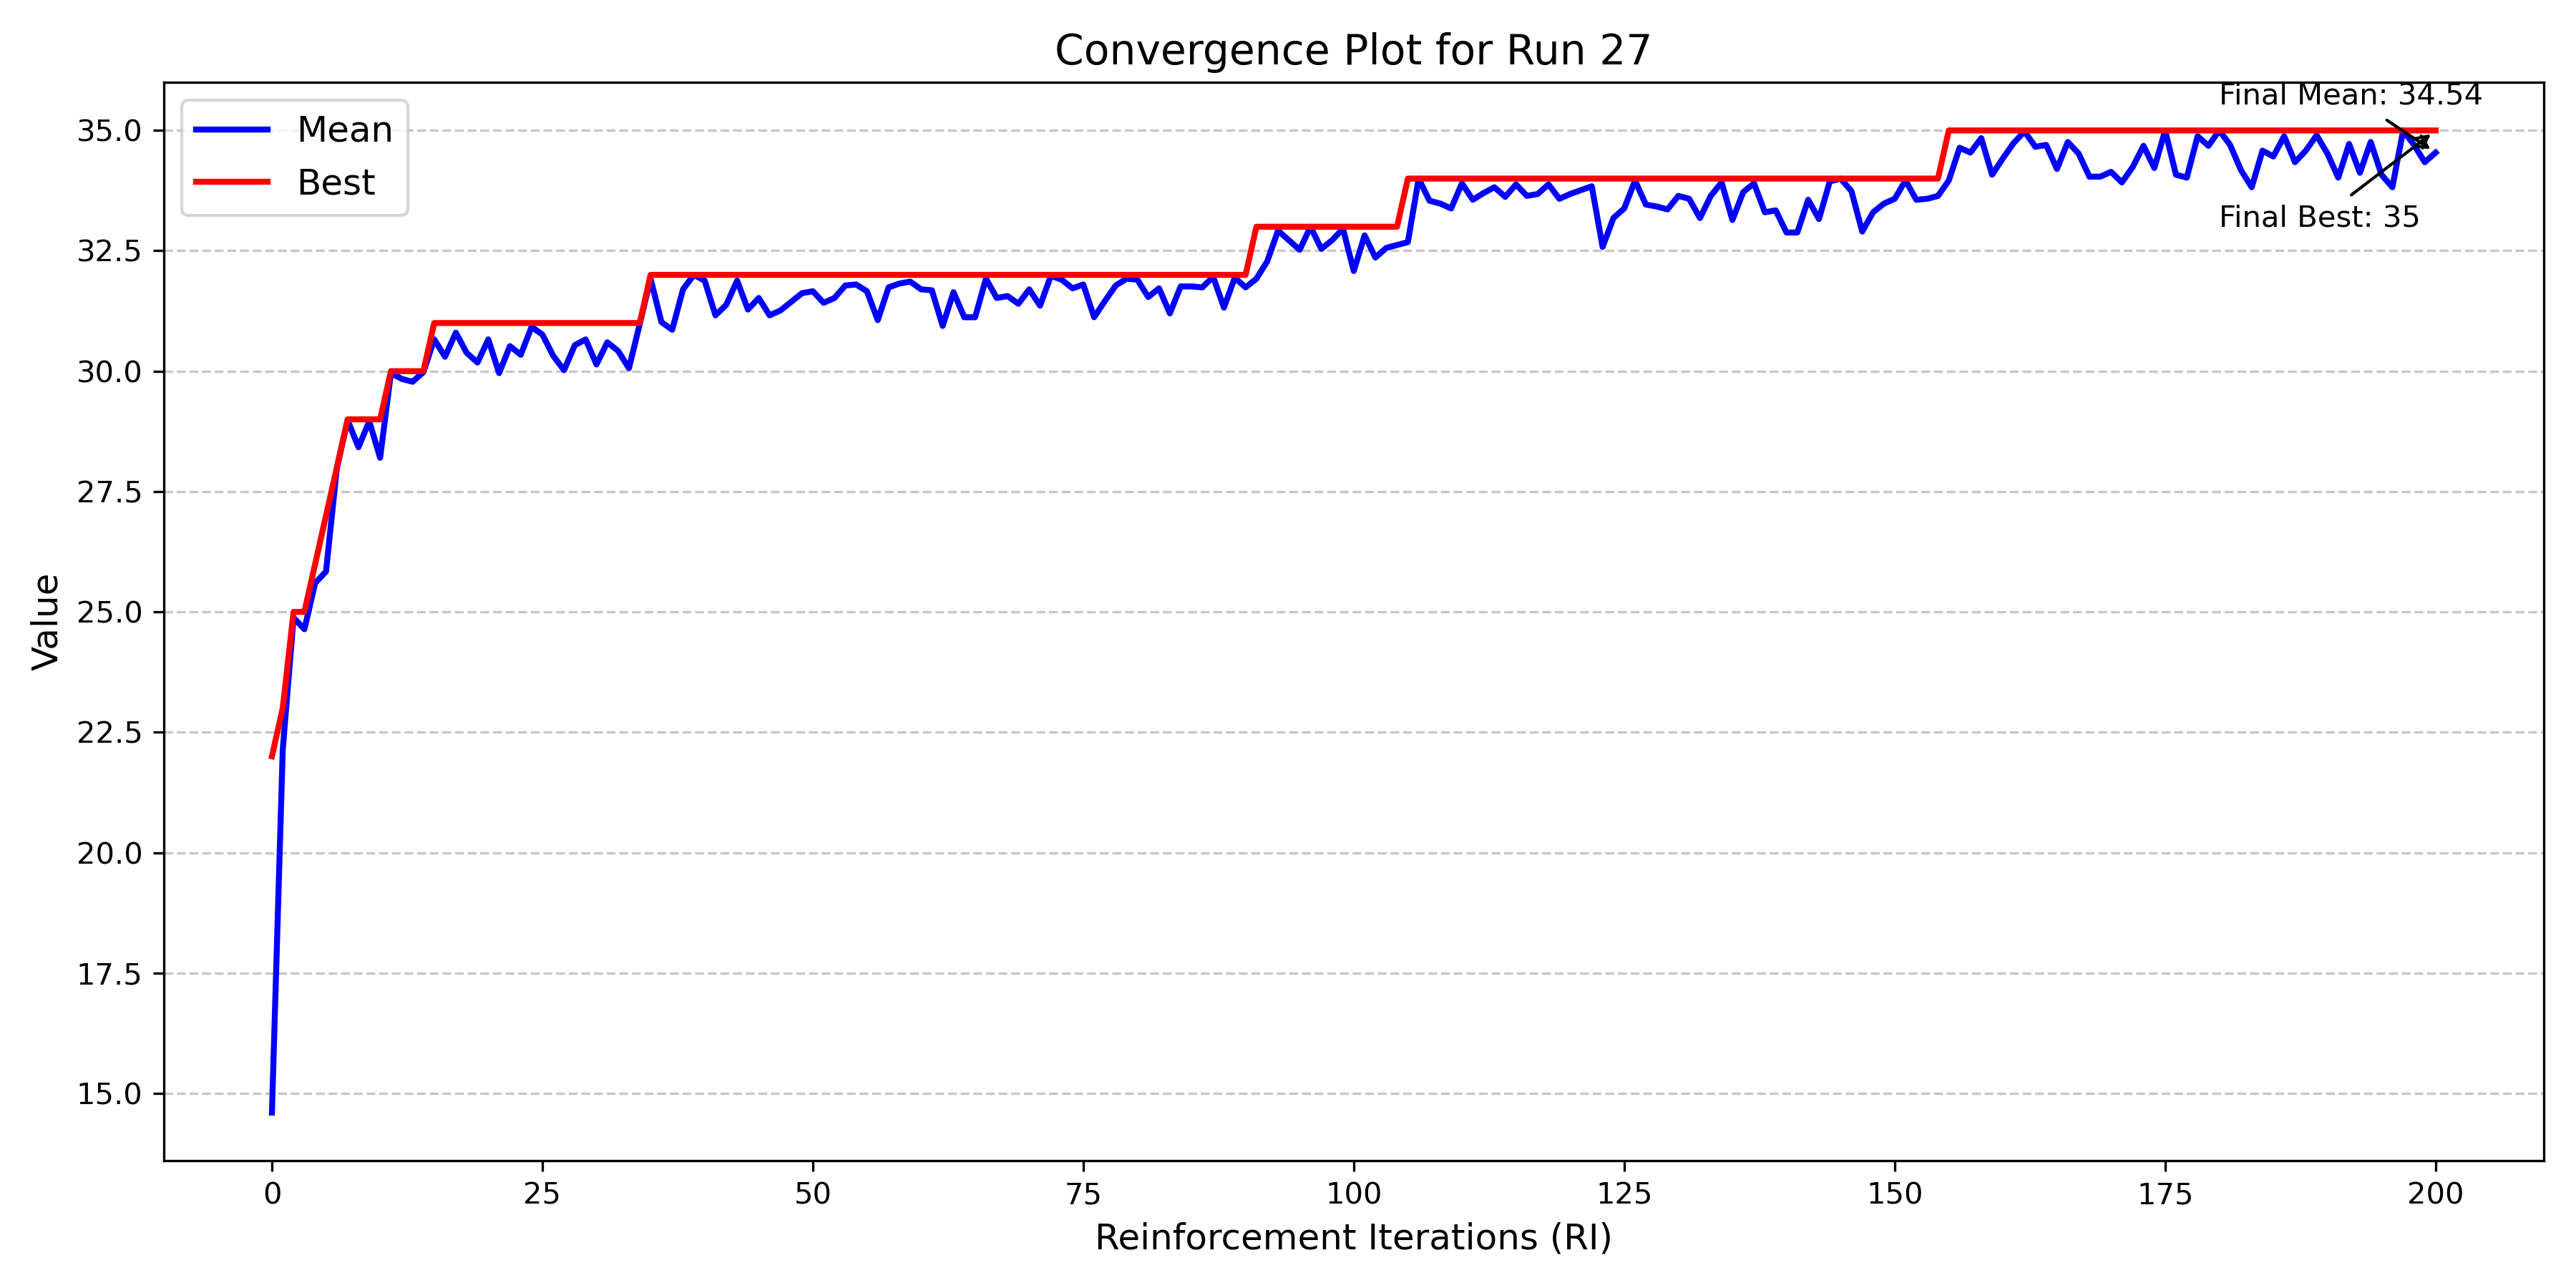 Convergence Plot for Run 27
Mean
Best
Final Mean: 34.54
Final Best: 35
Value
35.0
32.5
30.0
27.5
25.0
22.5
20.0
17.5
15.0
0 25 50 75 100 125 150 175 200
Reinforcement Iterations (RI)